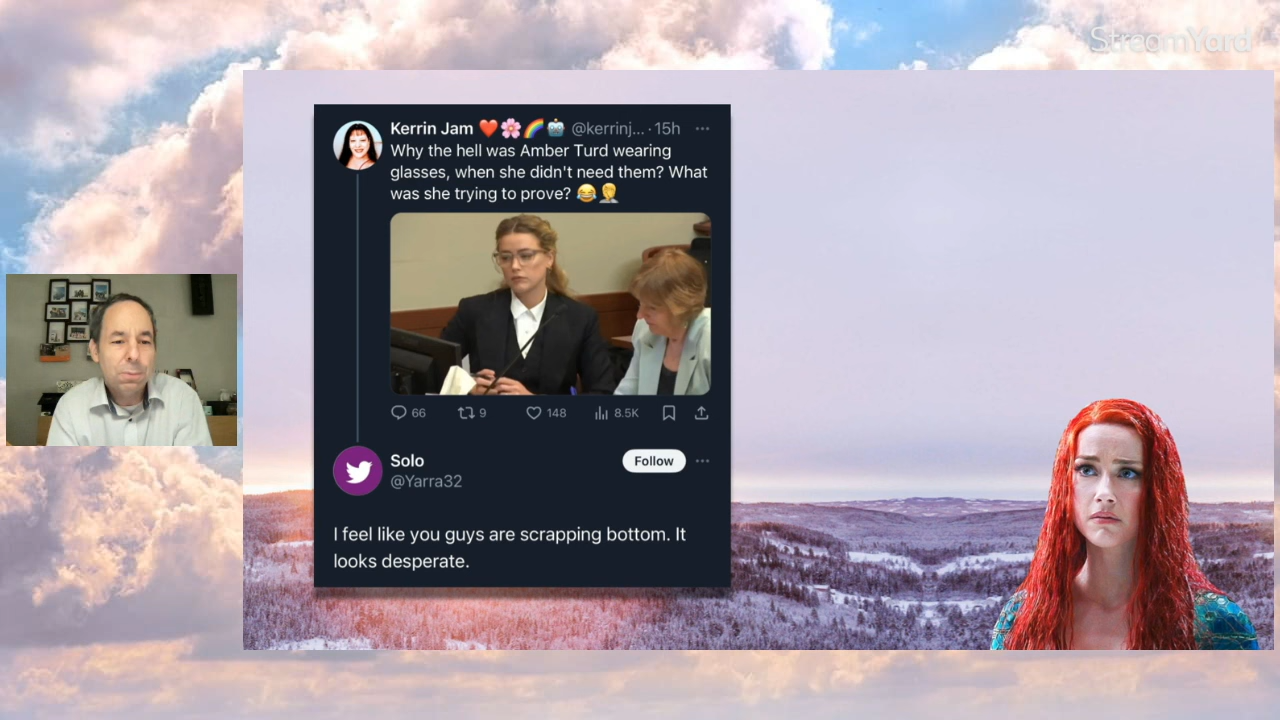 StreamYard
Kerrin Jam ❤️🌸🌈🤖 @kerrinj... · 15h ···
Why the hell was Amber Turd wearing
glasses, when she didn't need them? What
was she trying to prove? 😂🤦
66 9 148 8.5K
Solo
Follow ···
@Yarra32
I feel like you guys are scrapping bottom. It
looks desperate.